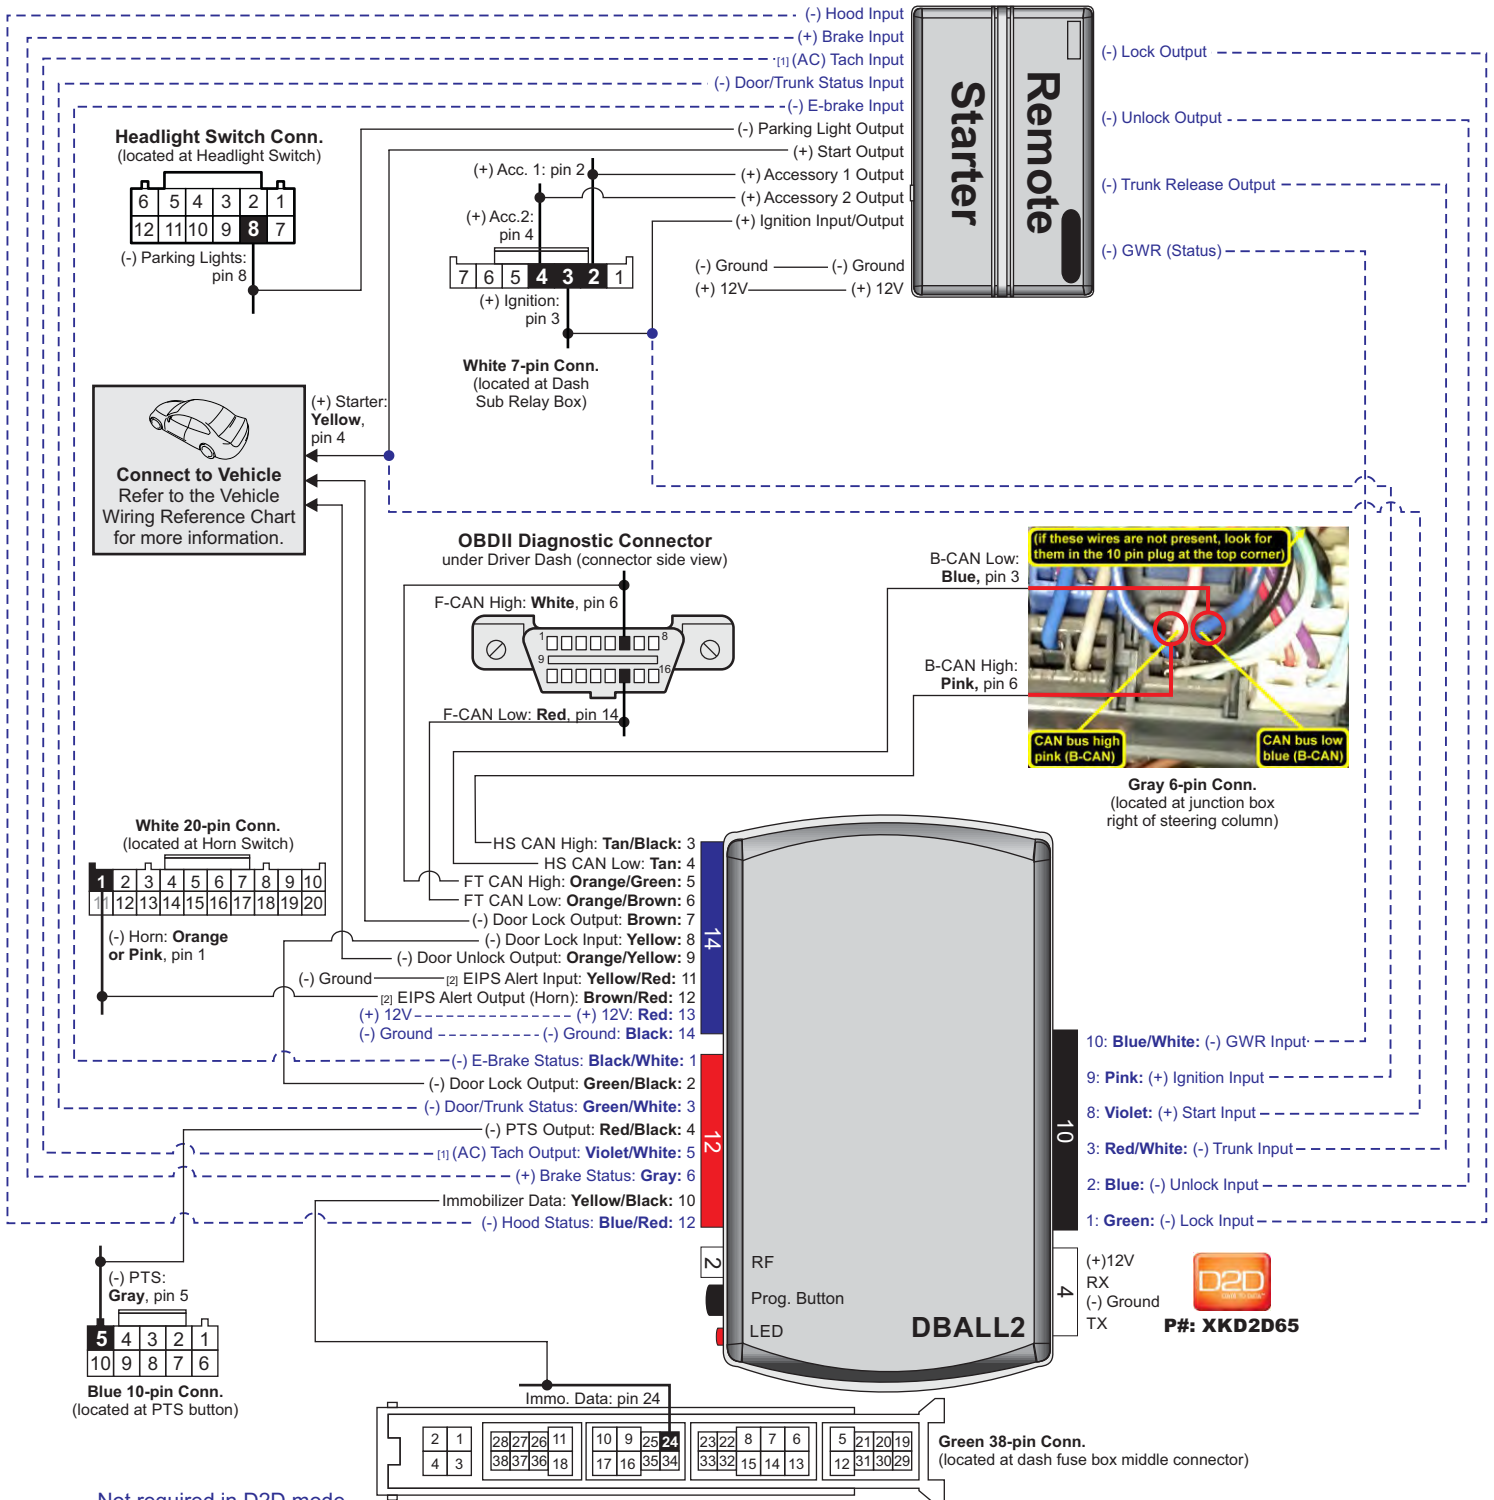 (-) Hood Input
(+) Brake Input
[1] (AC) Tach Input
(-) Door/Trunk Status Input
(-) E-brake Input
(-) Parking Light Output
(+) Start Output
(+) Accessory 1 Output
(+) Accessory 2 Output
(+) Ignition Input/Output
(-) Ground (-) Ground
(+) 12V (+) 12V
Remote
Starter
(-) Lock Output
(-) Unlock Output
(-) Trunk Release Output
(-) GWR (Status)
Headlight Switch Conn.
(located at Headlight Switch)
6 5 4 3 2 1
12 11 10 9 8 7
(-) Parking Lights:
pin 8
(+) Acc. 1: pin 2
(+) Acc.2:
pin 4
7 6 5 4 3 2 1
(+) Ignition:
pin 3
White 7-pin Conn.
(located at Dash
Sub Relay Box)
(+) Starter:
Yellow,
pin 4
Connect to Vehicle
Refer to the Vehicle
Wiring Reference Chart
for more information.
OBDII Diagnostic Connector
under Driver Dash (connector side view)
F-CAN High: White, pin 6
1 8
9 16
F-CAN Low: Red, pin 14
B-CAN Low:
Blue, pin 3
B-CAN High:
Pink, pin 6
(if these wires are not present, look for
them in the 10 pin plug at the top corner)
CAN bus high
pink (B-CAN)
CAN bus low
blue (B-CAN)
Gray 6-pin Conn.
(located at junction box
right of steering column)
White 20-pin Conn.
(located at Horn Switch)
1 2 3 4 5 6 7 8 9 10
11 12 13 14 15 16 17 18 19 20
(-) Horn: Orange
or Pink, pin 1
HS CAN High: Tan/Black: 3
HS CAN Low: Tan: 4
FT CAN High: Orange/Green: 5
FT CAN Low: Orange/Brown: 6
(-) Door Lock Output: Brown: 7
(-) Door Lock Input: Yellow: 8
(-) Door Unlock Output: Orange/Yellow: 9
(-) Ground [2] EIPS Alert Input: Yellow/Red: 11
[2] EIPS Alert Output (Horn): Brown/Red: 12
(+) 12V (+) 12V: Red: 13
(-) Ground (-) Ground: Black: 14
14
(-) E-Brake Status: Black/White: 1
(-) Door Lock Output: Green/Black: 2
(-) Door/Trunk Status: Green/White: 3
(-) PTS Output: Red/Black: 4
[1] (AC) Tach Output: Violet/White: 5
(+) Brake Status: Gray: 6
Immobilizer Data: Yellow/Black: 10
(-) Hood Status: Blue/Red: 12
12
10
10: Blue/White: (-) GWR Input
9: Pink: (+) Ignition Input
8: Violet: (+) Start Input
3: Red/White: (-) Trunk Input
2: Blue: (-) Unlock Input
1: Green: (-) Lock Input
2
RF
Prog. Button
LED
DBALL2
4
(+)12V
RX
(-) Ground
TX
D2D
P#: XKD2D65
(-) PTS:
Gray, pin 5
5 4 3 2 1
10 9 8 7 6
Blue 10-pin Conn.
(located at PTS button)
Immo. Data: pin 24
2 1 28 27 26 11 10 9 25 24 23 22 8 7 6 5 21 20 19
4 3 38 37 36 18 17 16 35 34 33 32 15 14 13 12 31 30 29
Green 38-pin Conn.
(located at dash fuse box middle connector)
Not required in D2D mode